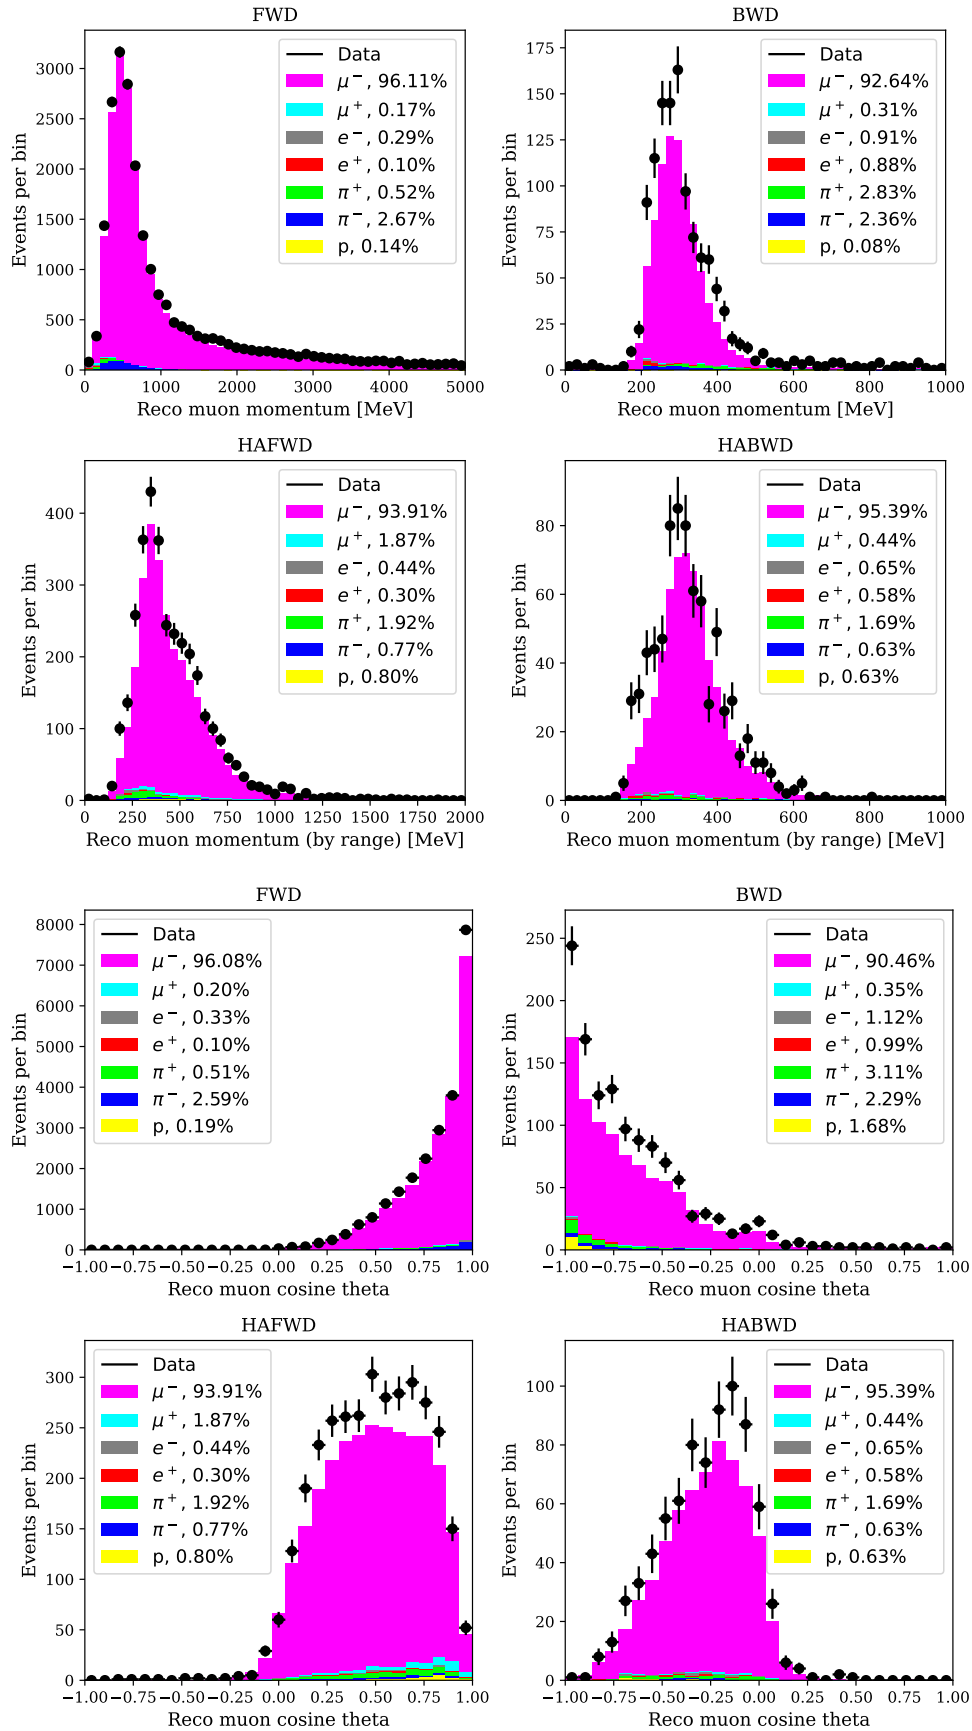 FWD
3000
2500
2000
1500
1000
500
0
Events per bin
Data
μ−, 96.11%
μ+, 0.17%
e−, 0.29%
e+, 0.10%
π+, 0.52%
π−, 2.67%
p, 0.14%
0 1000 2000 3000 4000 5000
Reco muon momentum [MeV]
BWD
175
150
125
100
75
50
25
0
Events per bin
Data
μ−, 92.64%
μ+, 0.31%
e−, 0.91%
e+, 0.88%
π+, 2.83%
π−, 2.36%
p, 0.08%
0 200 400 600 800 1000
Reco muon momentum [MeV]
HAFWD
400
300
200
100
0
Events per bin
Data
μ−, 93.91%
μ+, 1.87%
e−, 0.44%
e+, 0.30%
π+, 1.92%
π−, 0.77%
p, 0.80%
0 250 500 750 1000 1250 1500 1750 2000
Reco muon momentum (by range) [MeV]
HABWD
80
60
40
20
0
Events per bin
Data
μ−, 95.39%
μ+, 0.44%
e−, 0.65%
e+, 0.58%
π+, 1.69%
π−, 0.63%
p, 0.63%
0 200 400 600 800 1000
Reco muon momentum (by range) [MeV]
FWD
8000
7000
6000
5000
4000
3000
2000
1000
0
Events per bin
Data
μ−, 96.08%
μ+, 0.20%
e−, 0.33%
e+, 0.10%
π+, 0.51%
π−, 2.59%
p, 0.19%
−1.00 −0.75 −0.50 −0.25 0.00 0.25 0.50 0.75 1.00
Reco muon cosine theta
BWD
250
200
150
100
50
0
Events per bin
Data
μ−, 90.46%
μ+, 0.35%
e−, 1.12%
e+, 0.99%
π+, 3.11%
π−, 2.29%
p, 1.68%
−1.00 −0.75 −0.50 −0.25 0.00 0.25 0.50 0.75 1.00
Reco muon cosine theta
HAFWD
300
250
200
150
100
50
0
Events per bin
Data
μ−, 93.91%
μ+, 1.87%
e−, 0.44%
e+, 0.30%
π+, 1.92%
π−, 0.77%
p, 0.80%
−1.00 −0.75 −0.50 −0.25 0.00 0.25 0.50 0.75 1.00
Reco muon cosine theta
HABWD
100
80
60
40
20
0
Events per bin
Data
μ−, 95.39%
μ+, 0.44%
e−, 0.65%
e+, 0.58%
π+, 1.69%
π−, 0.63%
p, 0.63%
−1.00 −0.75 −0.50 −0.25 0.00 0.25 0.50 0.75 1.00
Reco muon cosine theta